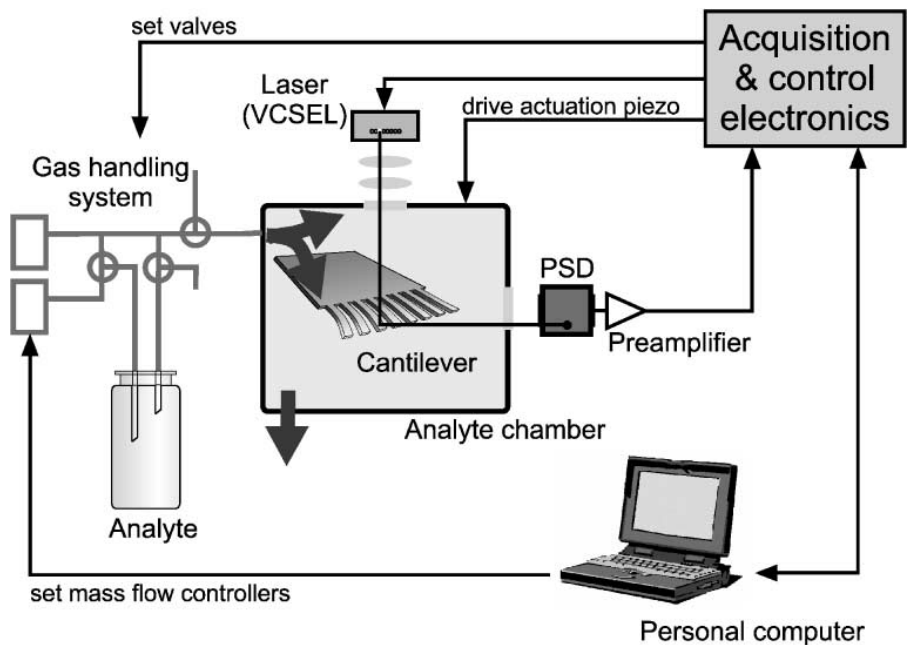 set valves
Acquisition
& control
electronics
Laser
(VCSEL)
drive actuation piezo
Gas handling
system
PSD
Preamplifier
Cantilever
Analyte chamber
Analyte
set mass flow controllers
Personal computer